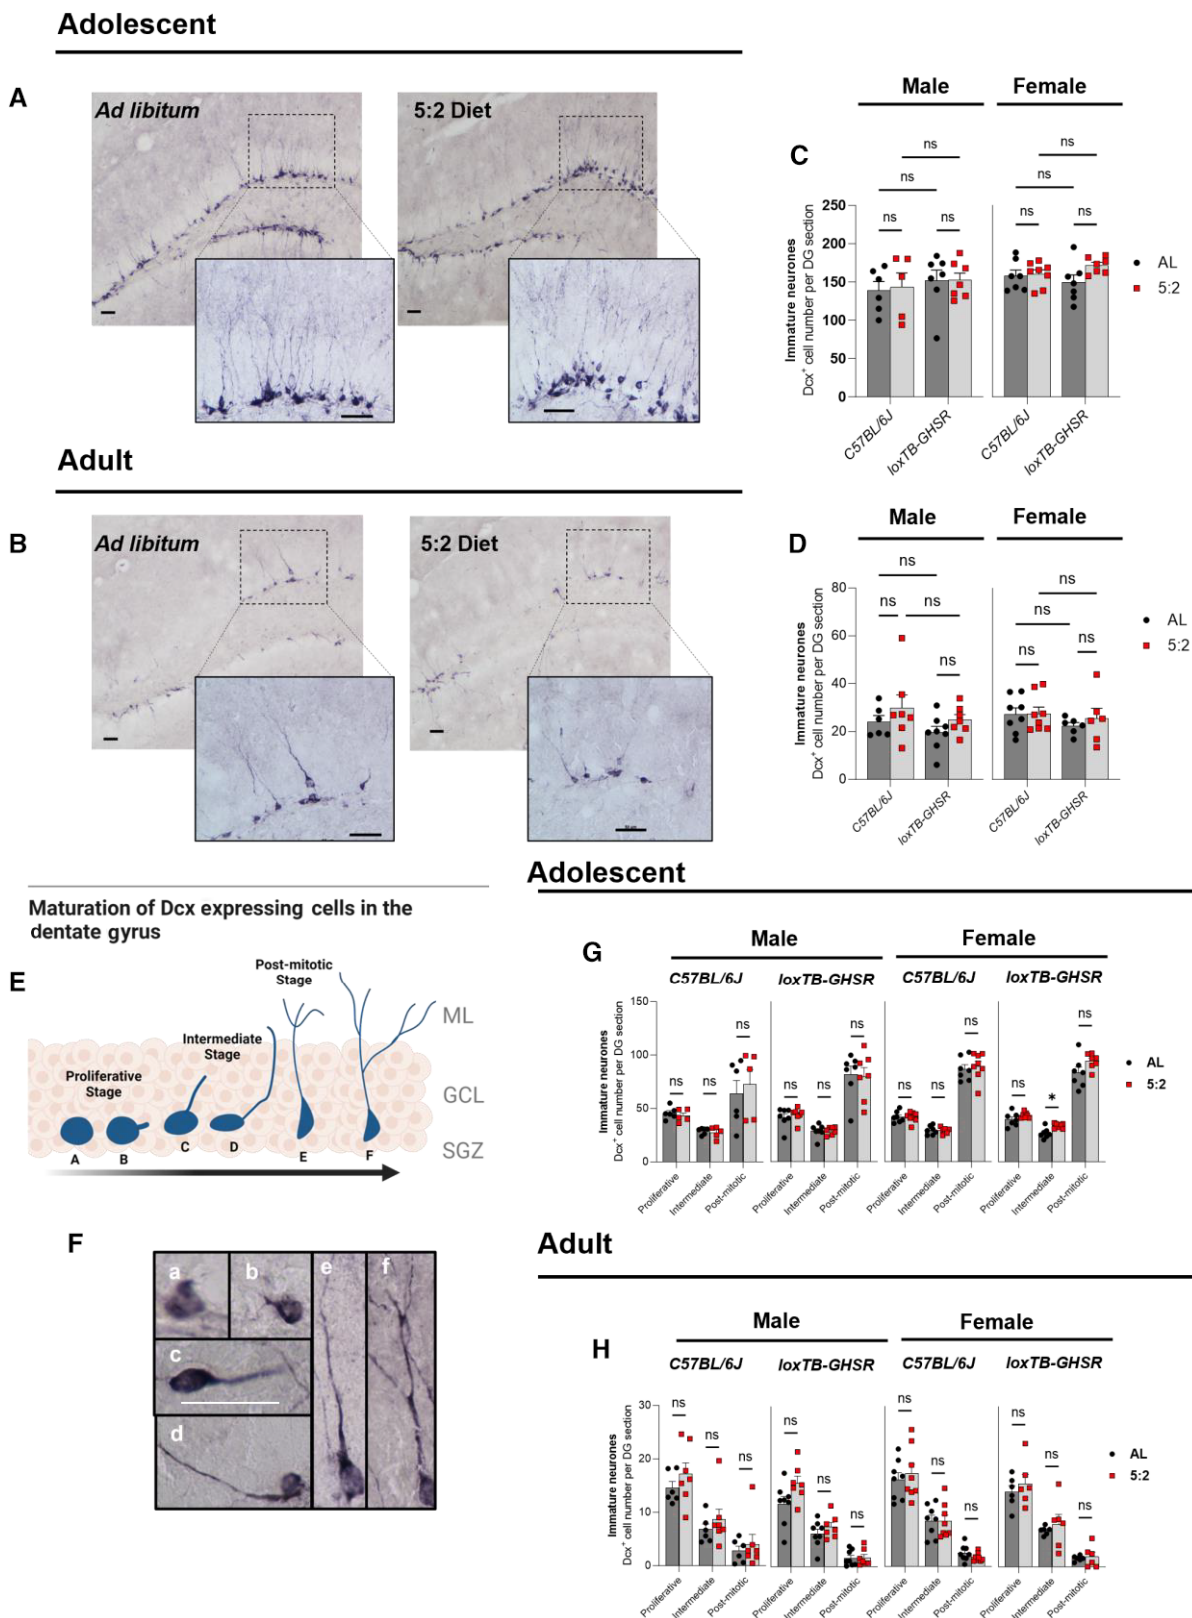 Adolescent
A
Ad libitum
5:2 Diet
Male
Female
C
ns
ns
ns
ns
ns
ns
ns
ns
Immature neurones
Dcx⁺ cell number per DG section
250
200
150
100
50
0
C57BL/6J
loxTB-GHSR
C57BL/6J
loxTB-GHSR
AL
5:2
Adult
B
Ad libitum
5:2 Diet
Male
Female
D
ns
ns
ns
ns
ns
ns
ns
ns
Immature neurones
Dcx⁺ cell number per DG section
80
60
40
20
0
C57BL/6J
loxTB-GHSR
C57BL/6J
loxTB-GHSR
AL
5:2
Maturation of Dcx expressing cells in the
dentate gyrus
E
Post-mitotic
Stage
Intermediate
Stage
Proliferative
Stage
ML
GCL
SGZ
A
B
C
D
E
F
F
a
b
c
d
e
f
Adolescent
G
Male
Female
C57BL/6J
loxTB-GHSR
C57BL/6J
loxTB-GHSR
Immature neurones
Dcx⁺ cell number per DG section
150
100
50
0
ns
ns
ns
ns
ns
ns
ns
ns
ns
ns
*
ns
Proliferative
Intermediate
Post-mitotic
Proliferative
Intermediate
Post-mitotic
Proliferative
Intermediate
Post-mitotic
Proliferative
Intermediate
Post-mitotic
AL
5:2
Adult
H
Male
Female
C57BL/6J
loxTB-GHSR
C57BL/6J
loxTB-GHSR
Immature neurones
Dcx⁺ cell number per DG section
30
20
10
0
ns
ns
ns
ns
ns
ns
ns
ns
ns
ns
ns
ns
Proliferative
Intermediate
Post-mitotic
Proliferative
Intermediate
Post-mitotic
Proliferative
Intermediate
Post-mitotic
Proliferative
Intermediate
Post-mitotic
AL
5:2